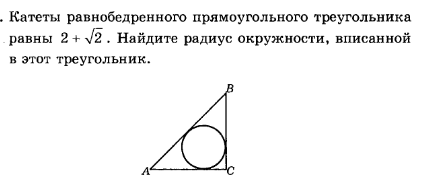 . Катеты равнобедренного прямоугольного треугольника
равны 2 + √2 . Найдите радиус окружности, вписанной
в этот треугольник.
B
A
C